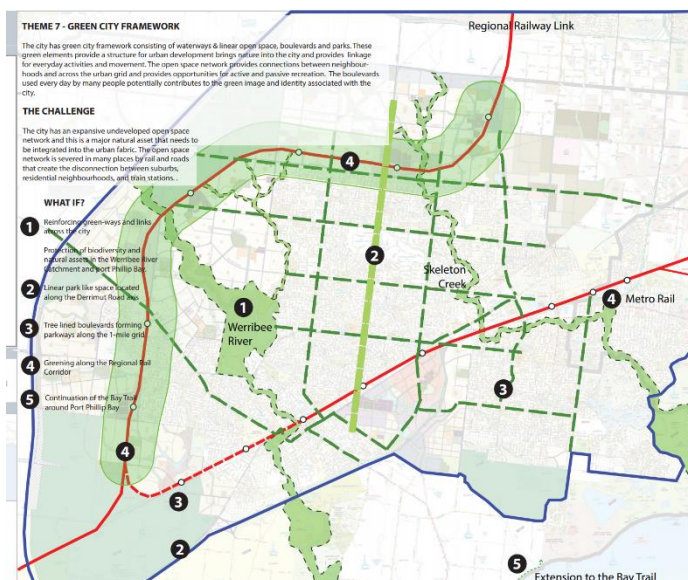 THEME 7 - GREEN CITY FRAMEWORK
The city has green city framework consisting of waterways & linear open space, boulevards and parks. These
green elements provide a structure for urban development brings nature into the city and provides linkage
for everyday activities and movement. The open space network provides connections between neighbour-
hoods and across the urban grid and provides opportunities for active and passive recreation. The boulevards
used every day by many people potentially contributes to the green image and identity associated with the
city.
THE CHALLENGE
The city has an expansive undeveloped open space
network and this is a major natural asset that needs to
be integrated into the urban fabric. The open space
network is severed in many places by rail and roads
that create the disconnection between suburbs,
residential neighbourhoods, and train stations. .
WHAT IF?
1 Reinforcing green-ways and links
across the city
Protection of biodiversity and
natural assets in the Werribee River
Catchment and port Phillip Bay.
2 Linear park like space located
along the Derrimut Road axis
3 Tree lined boulevards forming
parkways along the 1-mile grid
4 Greening along the Regional Rail
Corridor
5 Continuation of the Bay Trail
around Port Phillip Bay
Regional Railway Link
4
2
Skeleton
Creek
1
Werribee
River
4 Metro Rail
3
4
3
2
5
Extension to the Bay Trail